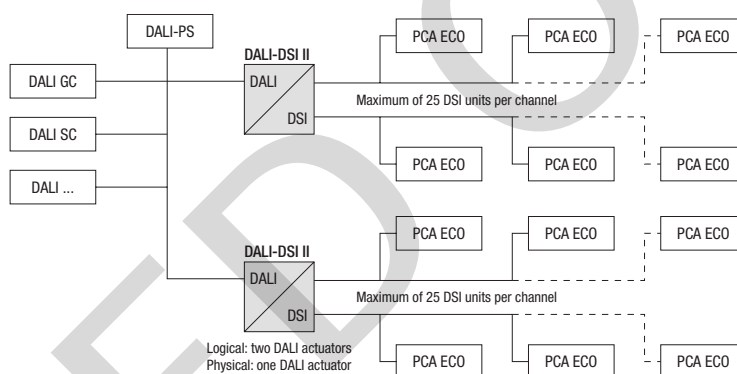 DALI-PS
PCA ECO
PCA ECO
PCA ECO
DALI-DSI II
DALI GC
DALI
Maximum of 25 DSI units per channel
DSI
DALI SC
PCA ECO
PCA ECO
PCA ECO
DALI ...
PCA ECO
PCA ECO
PCA ECO
DALI-DSI II
DALI
Maximum of 25 DSI units per channel
DSI
Logical: two DALI actuators
Physical: one DALI actuator
PCA ECO
PCA ECO
PCA ECO